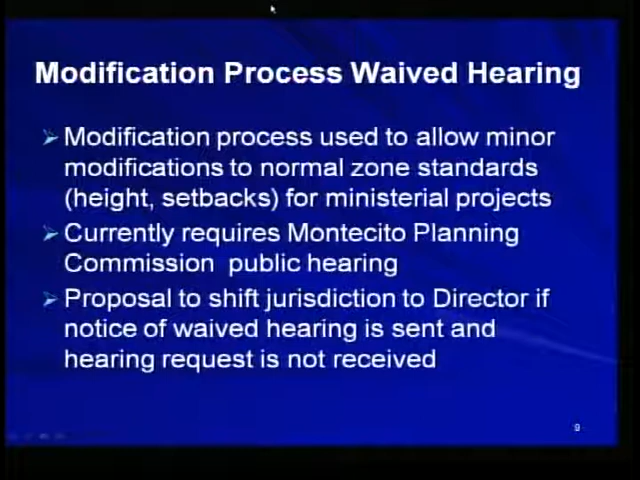 Modification Process Waived Hearing
Modification process used to allow minor
modifications to normal zone standards
(height, setbacks) for ministerial projects
Currently requires Montecito Planning
Commission public hearing
Proposal to shift jurisdiction to Director if
notice of waived hearing is sent and
hearing request is not received
9